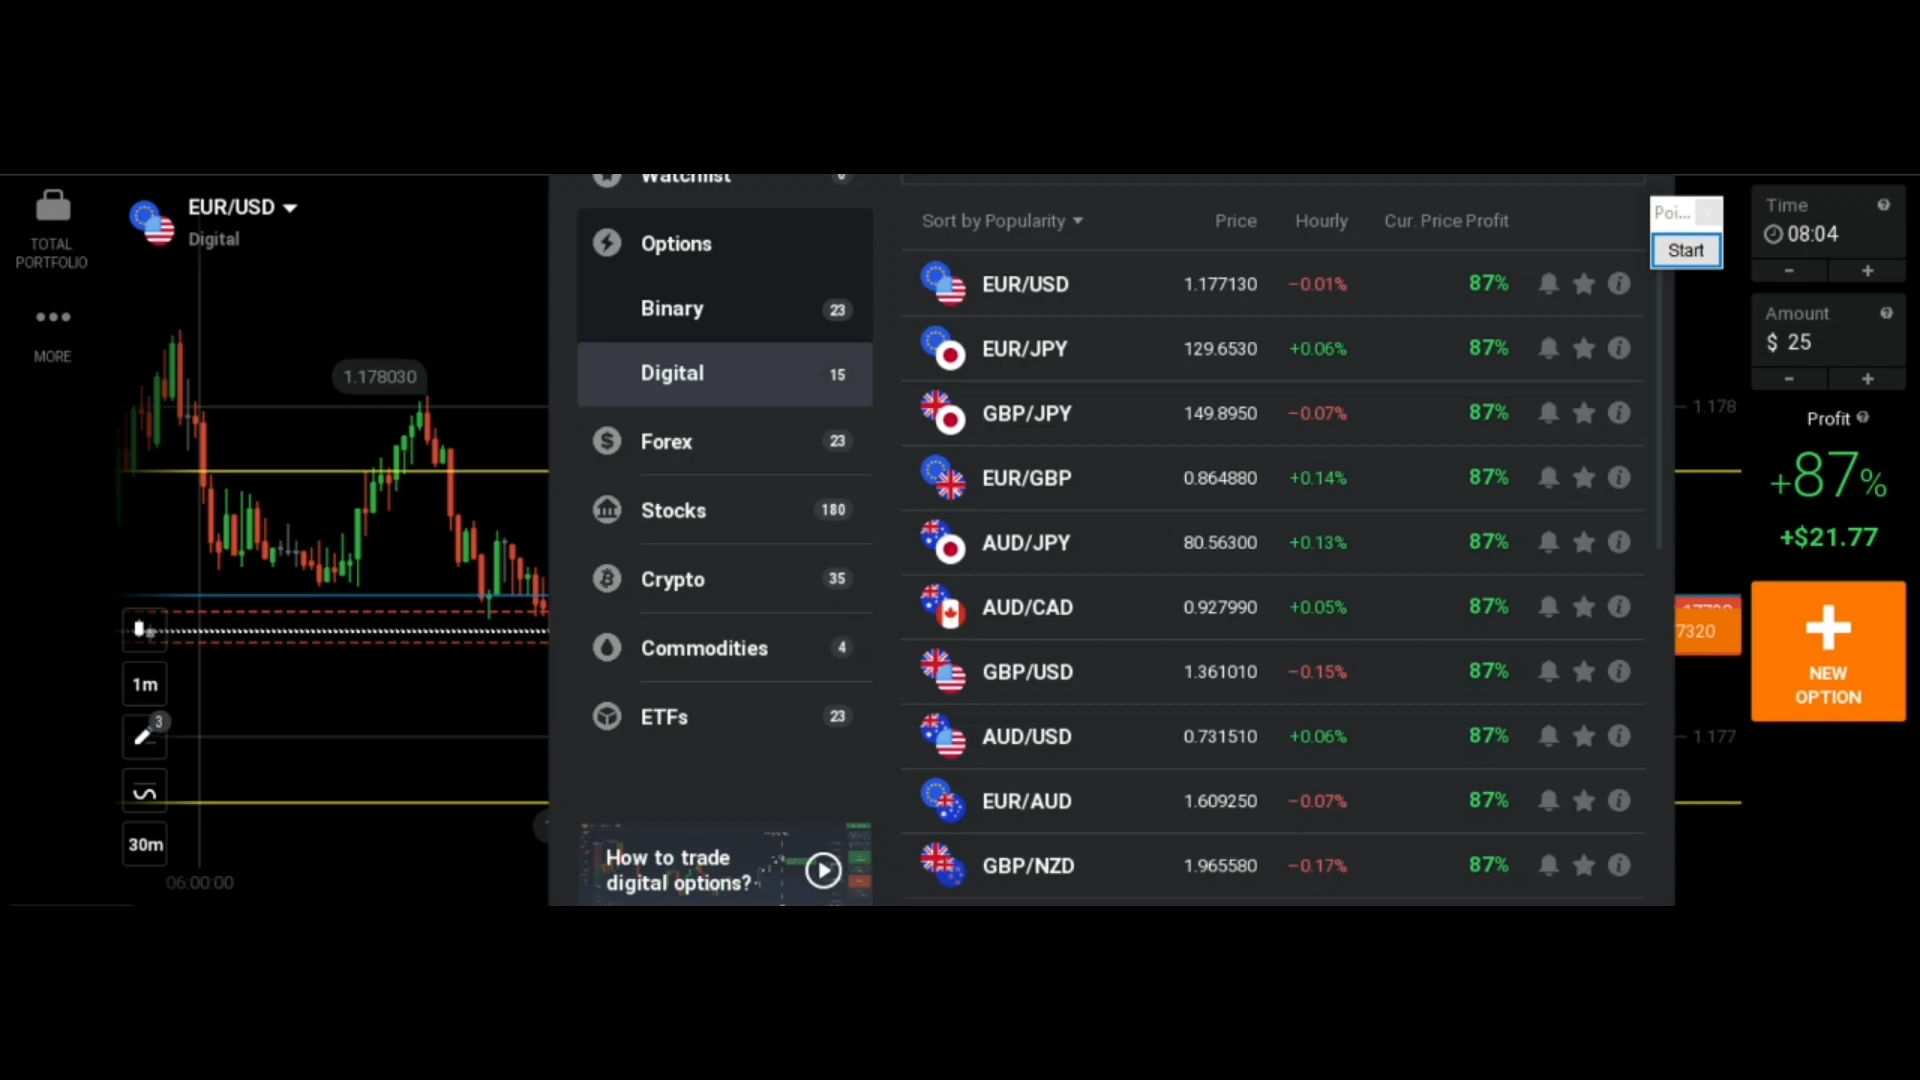 TOTAL
PORTFOLIO
MORE
EUR/USD
Digital
1.178030
1m
3
30m
06:00:00
Watchlist
Options
Binary 23
Digital 15
Forex 23
Stocks 180
Crypto 35
Commodities 4
ETFs 23
How to trade
digital options?
Sort by Popularity Price Hourly Cur. Price Profit
EUR/USD 1.177130 −0.01% 87%
EUR/JPY 129.6530 +0.06% 87%
GBP/JPY 149.8950 −0.07% 87%
EUR/GBP 0.864880 +0.14% 87%
AUD/JPY 80.56300 +0.13% 87%
AUD/CAD 0.927990 +0.05% 87%
GBP/USD 1.361010 −0.15% 87%
AUD/USD 0.731510 +0.06% 87%
EUR/AUD 1.609250 −0.07% 87%
GBP/NZD 1.965580 −0.17% 87%
Poi...
Start
1.178
7320
1.177
Time
08:04
- +
Amount
$ 25
- +
Profit
+87%
+$21.77
NEW
OPTION